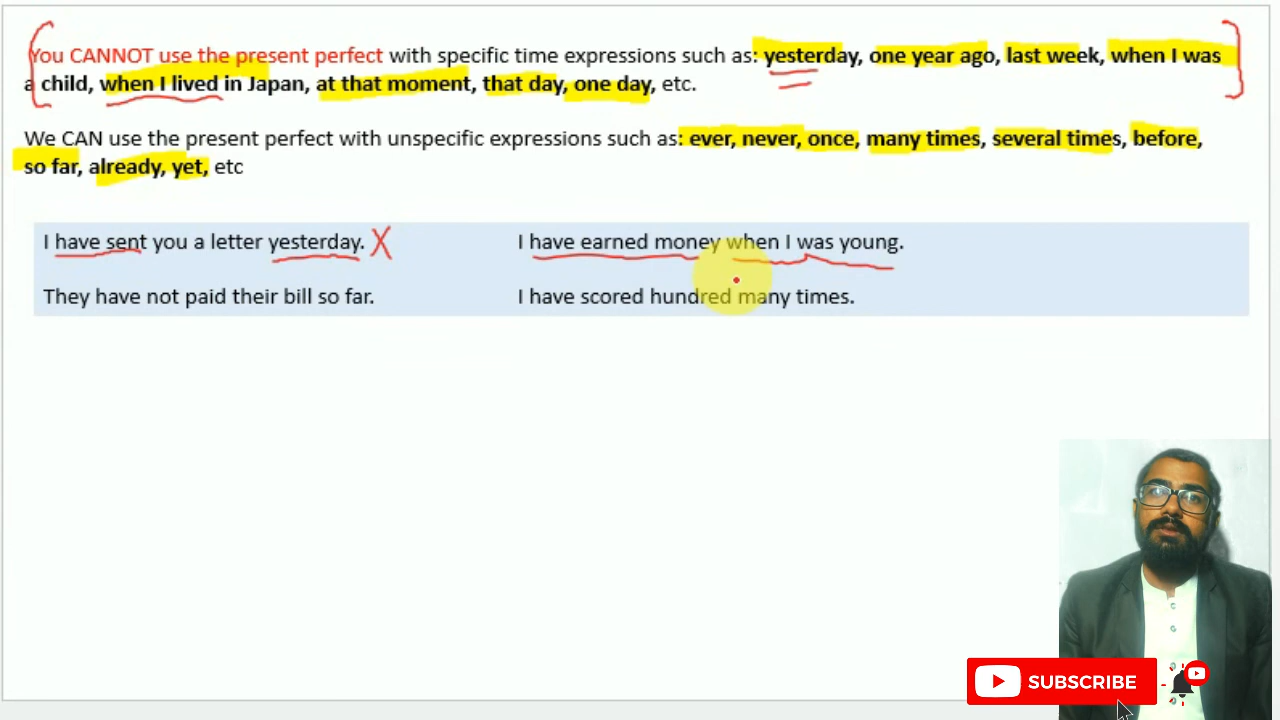 You CANNOT use the present perfect with specific time expressions such as: yesterday, one year ago, last week, when I was
a child, when I lived in Japan, at that moment, that day, one day, etc.
We CAN use the present perfect with unspecific expressions such as: ever, never, once, many times, several times, before,
so far, already, yet, etc
I have sent you a letter yesterday. X
I have earned money when I was young.
They have not paid their bill so far.
I have scored hundred many times.
SUBSCRIBE